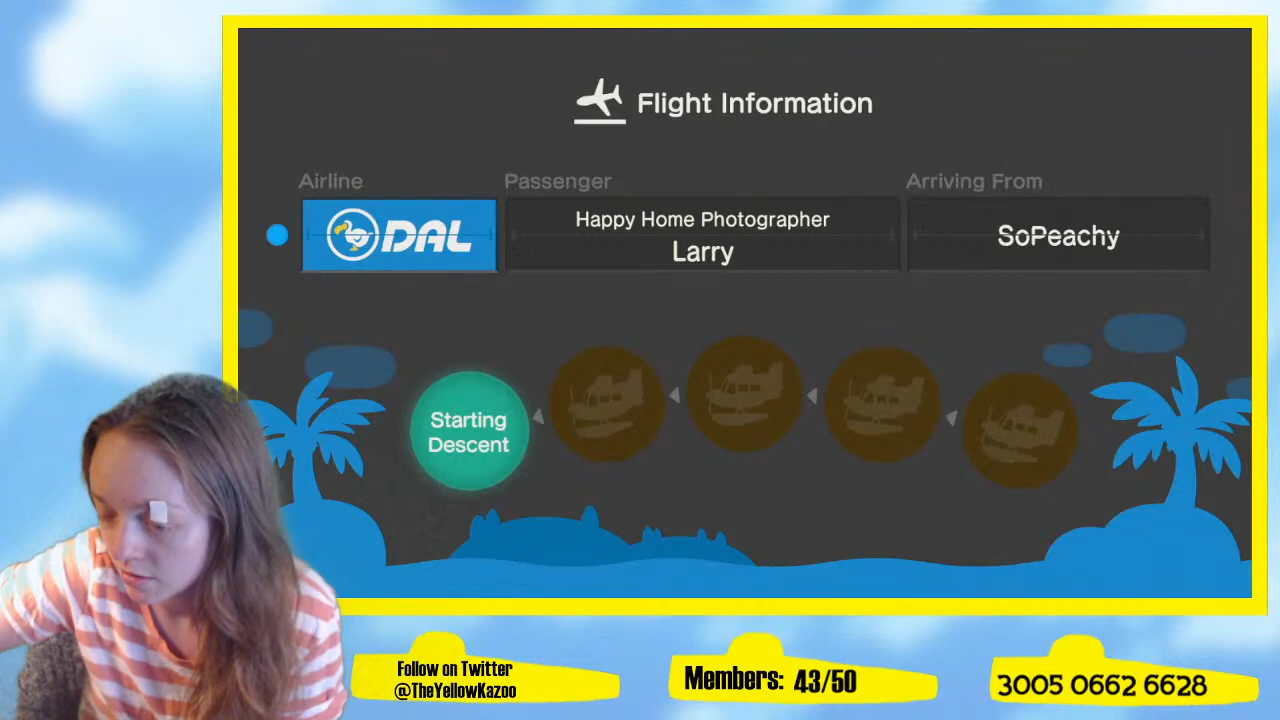 Flight Information
Airline
Passenger
Arriving From
DAL
Happy Home Photographer
Larry
SoPeachy
Starting
Descent
Follow on Twitter
@TheYellowKazoo
Members: 43/50
3005 0662 6628